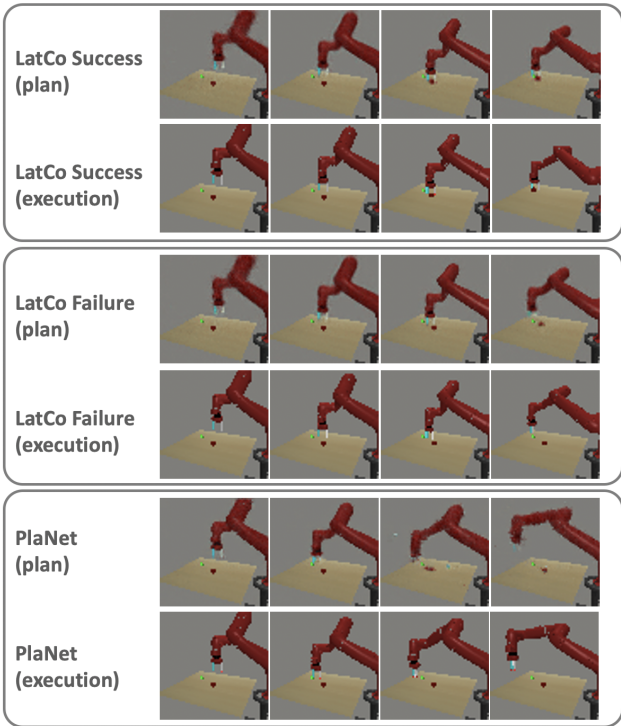 LatCo Success
(plan)
LatCo Success
(execution)
LatCo Failure
(plan)
LatCo Failure
(execution)
PlaNet
(plan)
PlaNet
(execution)